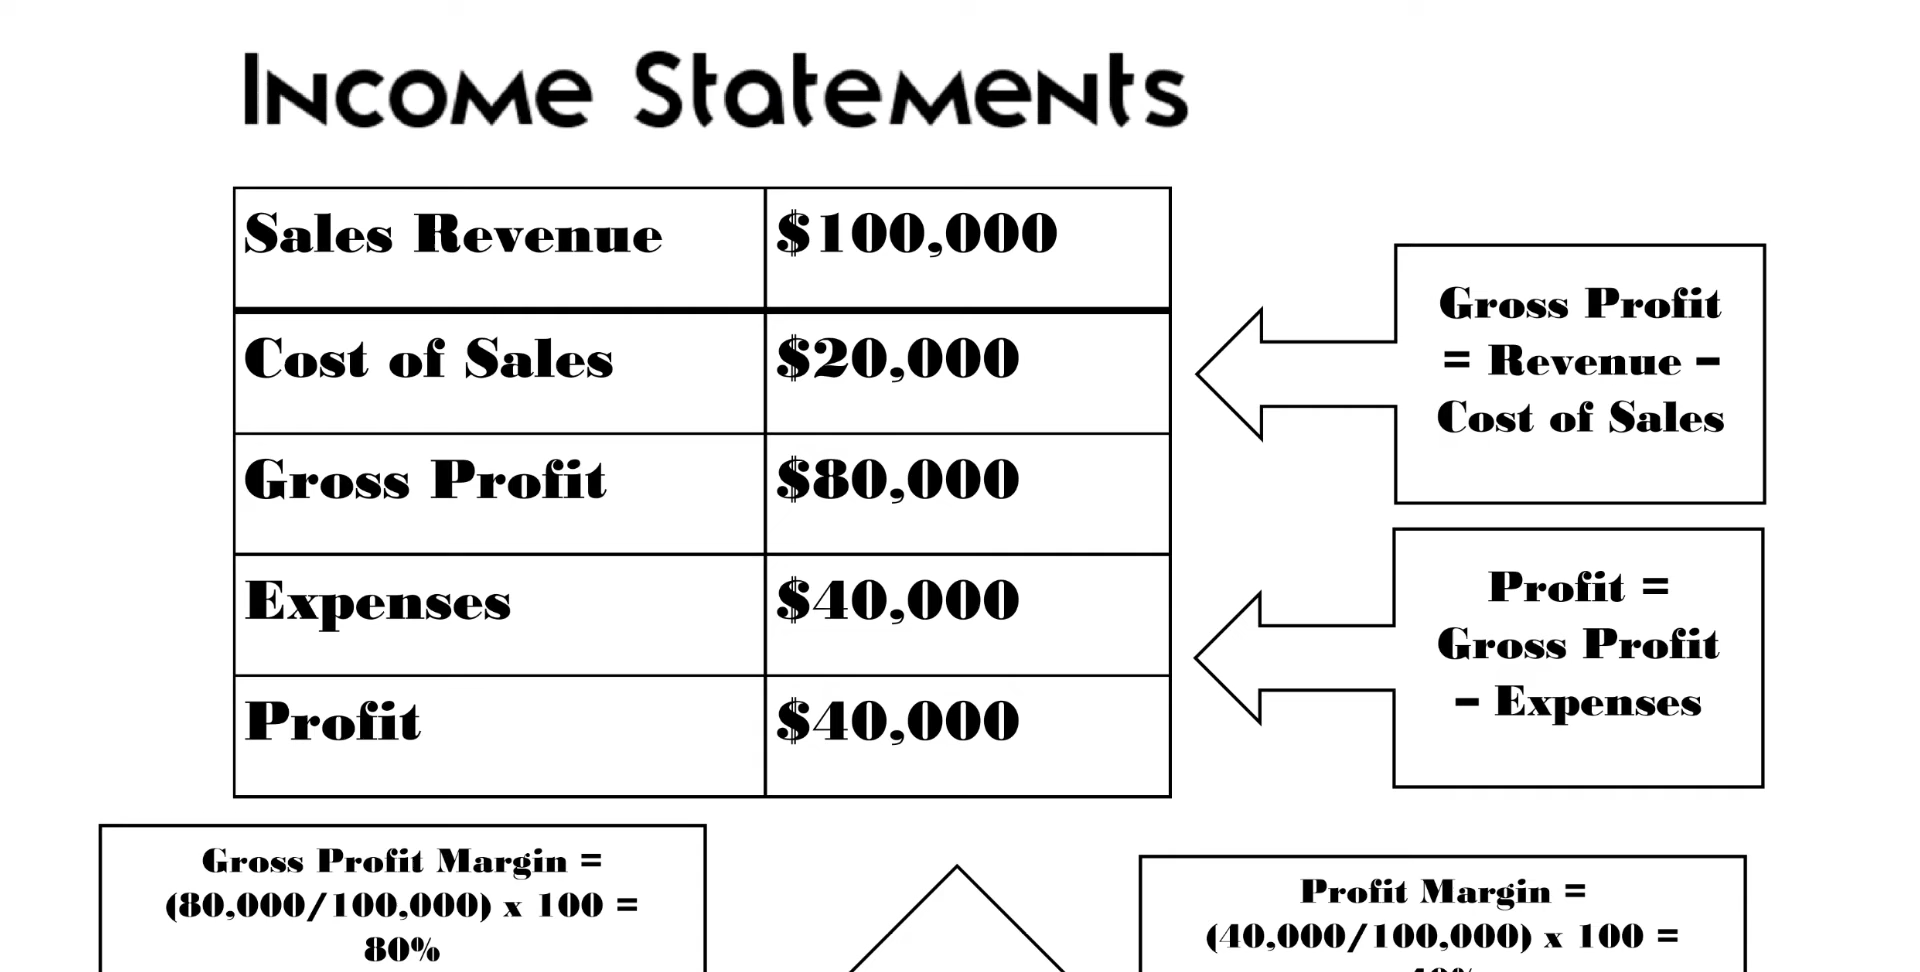 Income Statements
Sales Revenue $100,000
Cost of Sales $20,000
Gross Profit $80,000
Expenses $40,000
Profit $40,000
Gross Profit
= Revenue –
Cost of Sales
Profit =
Gross Profit
– Expenses
Gross Profit Margin =
(80,000/100,000) x 100 =
80%
Profit Margin =
(40,000/100,000) x 100 =